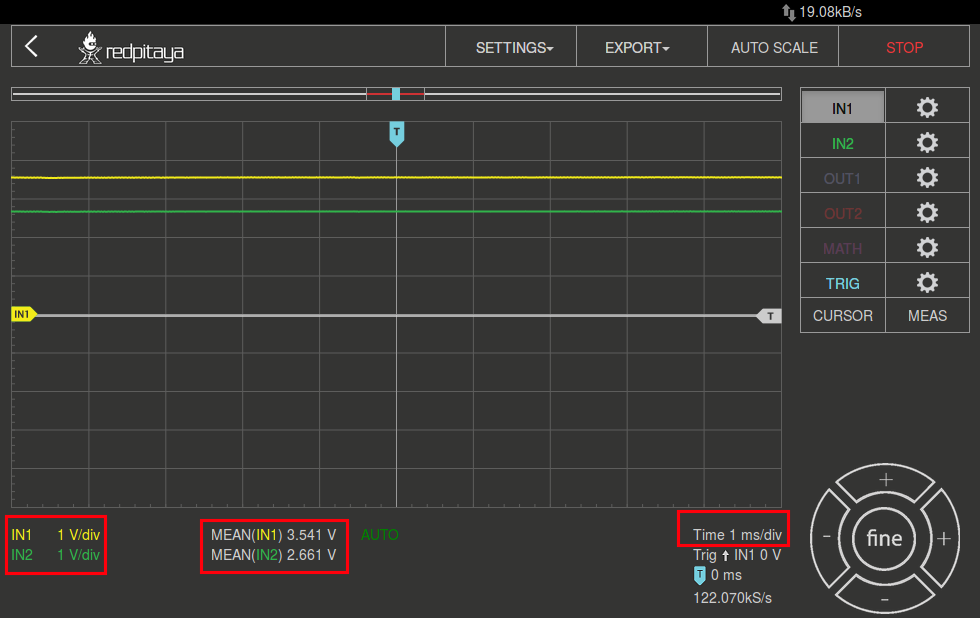 19.08kB/s
redpitaya
SETTINGS
EXPORT
AUTO SCALE
STOP
T
IN1
IN2
OUT1
OUT2
MATH
TRIG
CURSOR MEAS
IN1
T
IN1 1 V/div
IN2 1 V/div
MEAN(IN1) 3.541 V
MEAN(IN2) 2.661 V
AUTO
Time 1 ms/div
Trig IN1 0 V
T 0 ms
122.070kS/s
+
- fine +
-